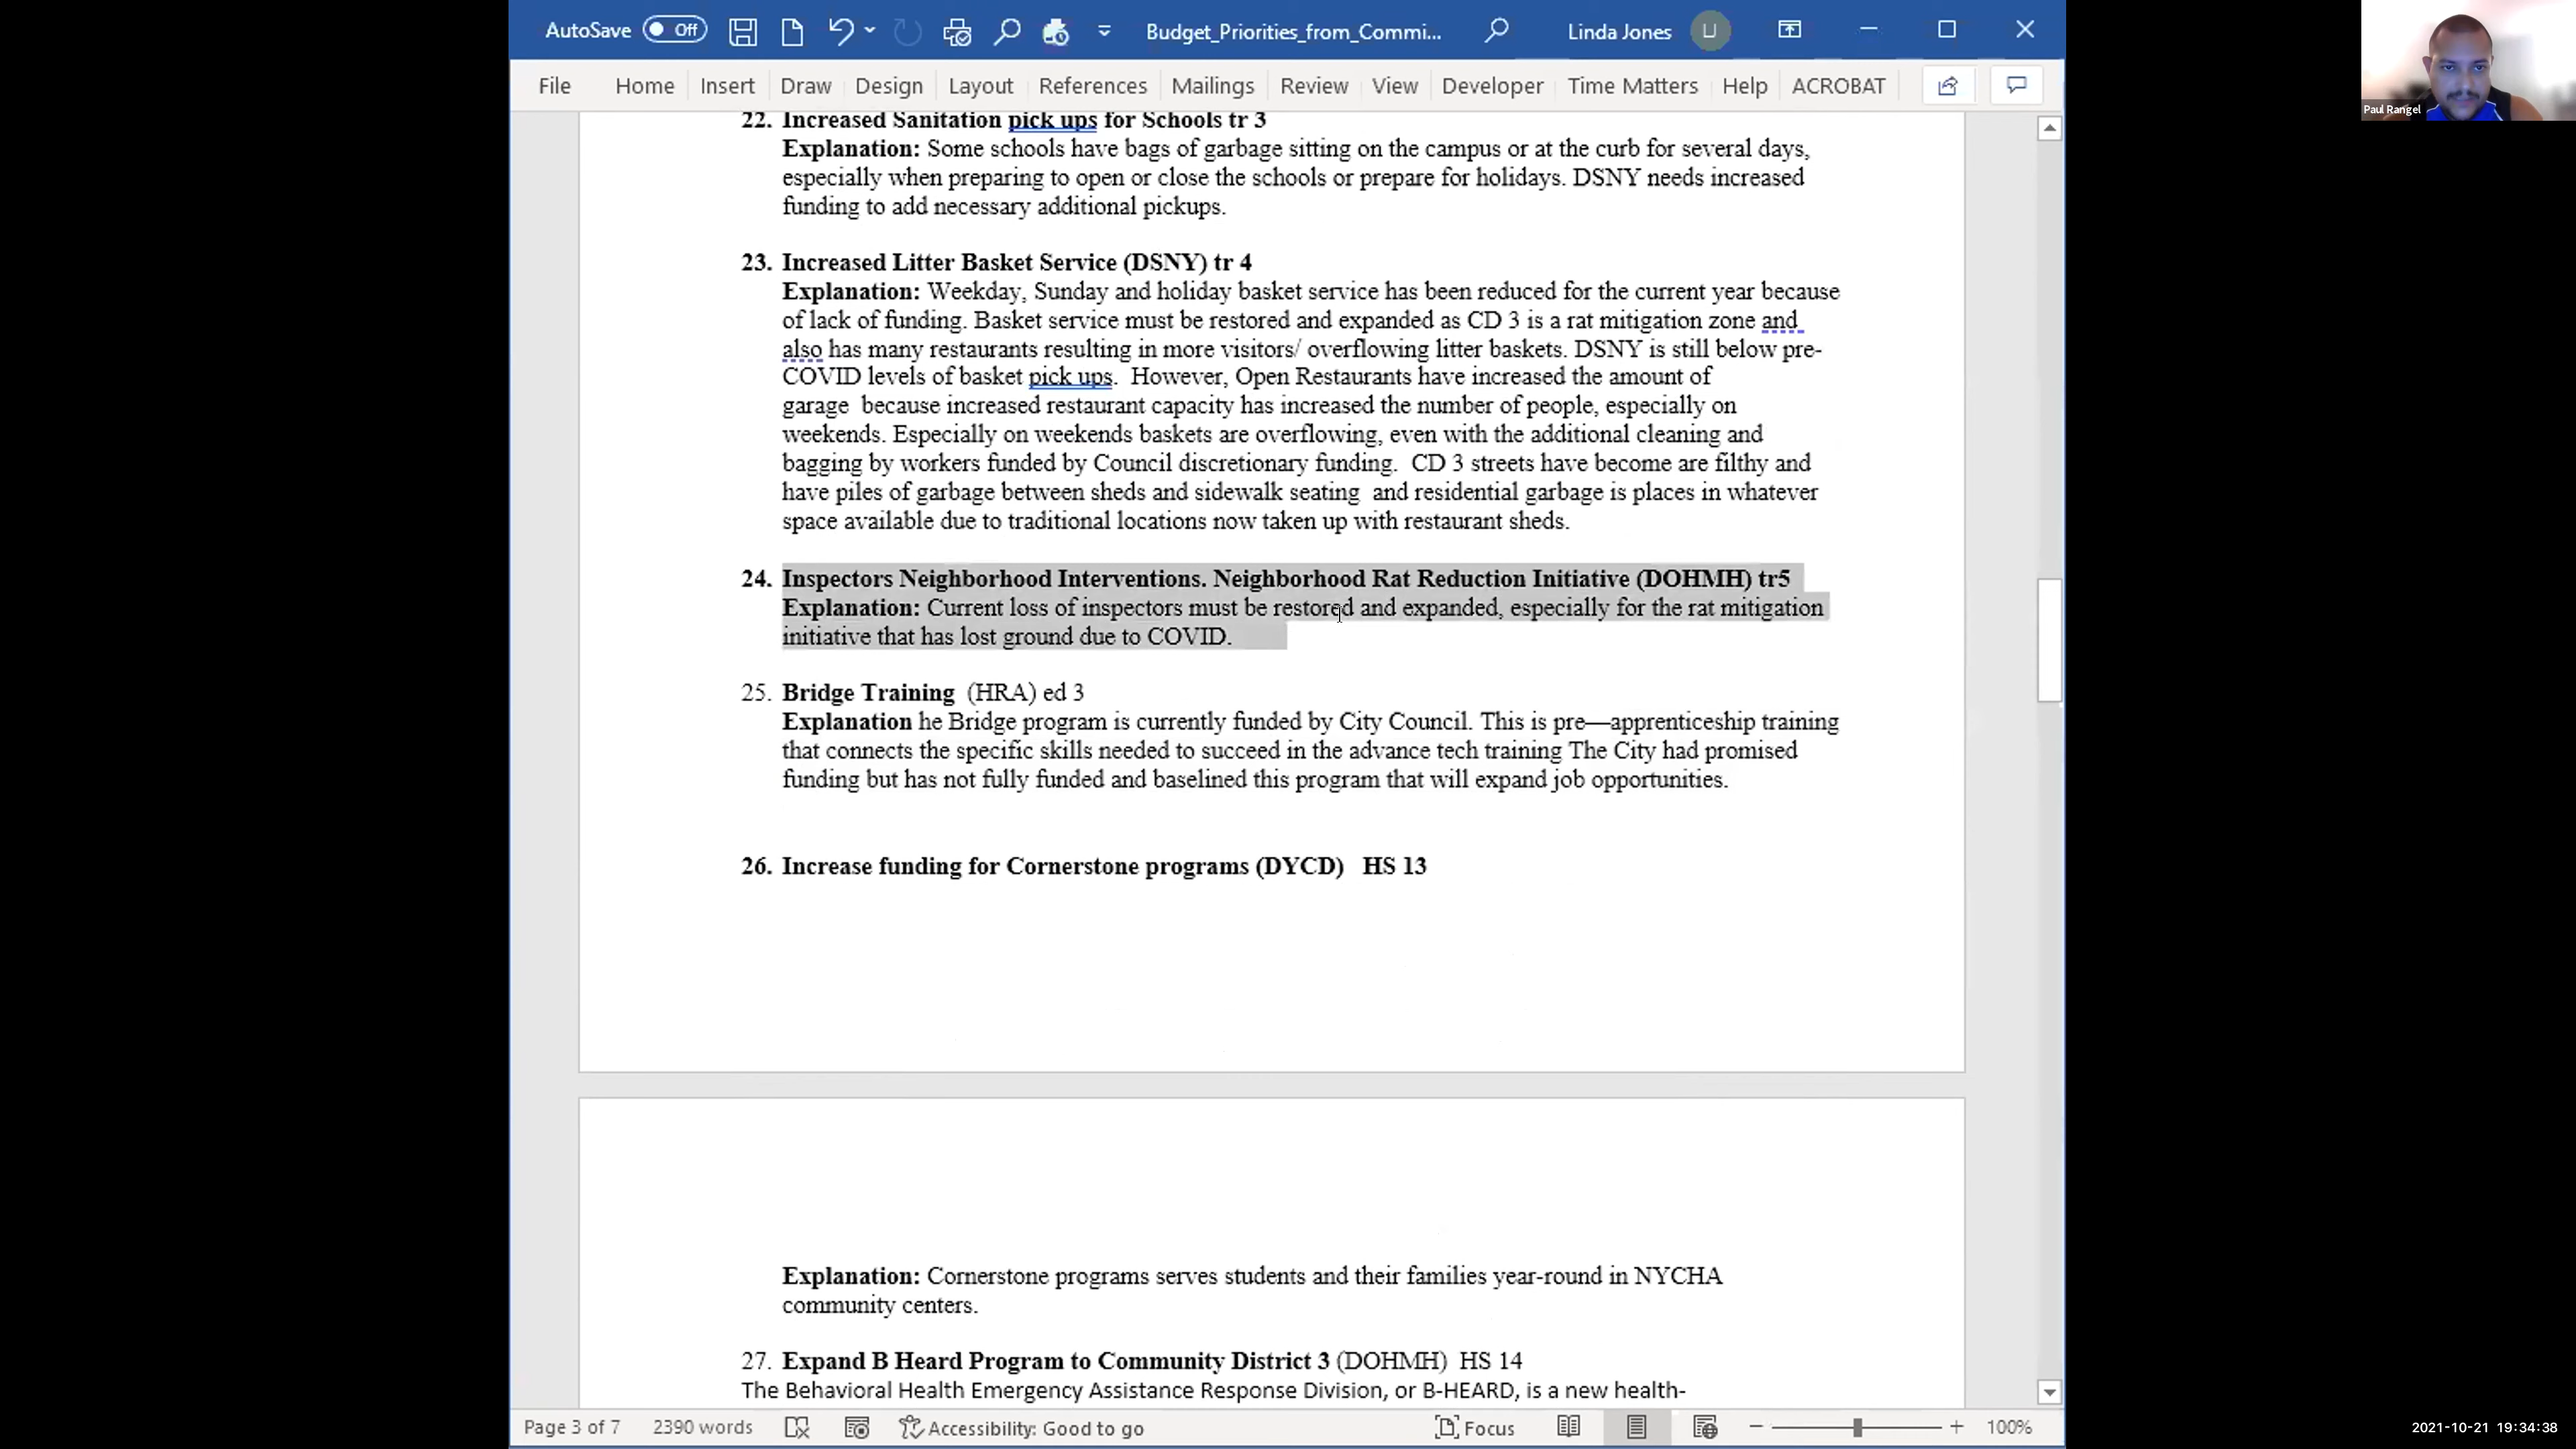 AutoSave Off Budget_Priorities_from_Commi... Linda Jones U
File Home Insert Draw Design Layout References Mailings Review View Developer Time Matters Help ACROBAT
Paul Rangel
22. Increased Sanitation pick ups for Schools tr 3
Explanation: Some schools have bags of garbage sitting on the campus or at the curb for several days,
especially when preparing to open or close the schools or prepare for holidays. DSNY needs increased
funding to add necessary additional pickups.
23. Increased Litter Basket Service (DSNY) tr 4
Explanation: Weekday, Sunday and holiday basket service has been reduced for the current year because
of lack of funding. Basket service must be restored and expanded as CD 3 is a rat mitigation zone and
also has many restaurants resulting in more visitors/ overflowing litter baskets. DSNY is still below pre-
COVID levels of basket pick ups.  However, Open Restaurants have increased the amount of
garage  because increased restaurant capacity has increased the number of people, especially on
weekends. Especially on weekends baskets are overflowing, even with the additional cleaning and
bagging by workers funded by Council discretionary funding.  CD 3 streets have become are filthy and
have piles of garbage between sheds and sidewalk seating  and residential garbage is places in whatever
space available due to traditional locations now taken up with restaurant sheds.
24. Inspectors Neighborhood Interventions. Neighborhood Rat Reduction Initiative (DOHMH) tr5
Explanation: Current loss of inspectors must be restored and expanded, especially for the rat mitigation
initiative that has lost ground due to COVID.
25. Bridge Training  (HRA) ed 3
Explanation he Bridge program is currently funded by City Council. This is pre—apprenticeship training
that connects the specific skills needed to succeed in the advance tech training The City had promised
funding but has not fully funded and baselined this program that will expand job opportunities.
26. Increase funding for Cornerstone programs (DYCD)   HS 13
Explanation: Cornerstone programs serves students and their families year-round in NYCHA
community centers.
27. Expand B Heard Program to Community District 3 (DOHMH)  HS 14
The Behavioral Health Emergency Assistance Response Division, or B-HEARD, is a new health-
Page 3 of 7 2390 words Accessibility: Good to go Focus 100%
2021-10-21 19:34:38